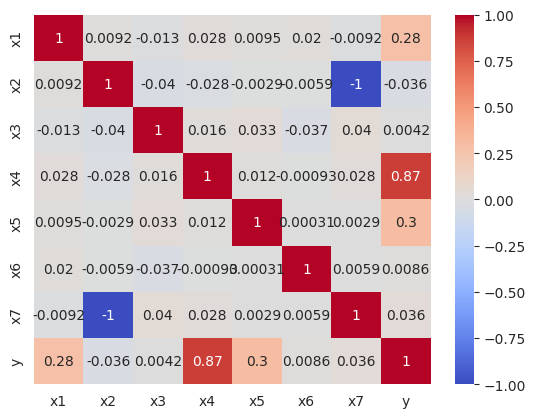 x1 1 0.0092 -0.013 0.028 0.0095 0.02 -0.0092 0.28
x2 0.0092 1 -0.04 -0.028 -0.0029 -0.0059 -1 -0.036
x3 -0.013 -0.04 1 0.016 0.033 -0.037 0.04 0.0042
x4 0.028 -0.028 0.016 1 0.012 -0.00093 0.028 0.87
x5 0.0095 -0.0029 0.033 0.012 1 0.00031 0.0029 0.3
x6 0.02 -0.0059 -0.037 -0.00093 0.00031 1 0.0059 0.0086
x7 -0.0092 -1 0.04 0.028 0.0029 0.0059 1 0.036
y 0.28 -0.036 0.0042 0.87 0.3 0.0086 0.036 1
x1 x2 x3 x4 x5 x6 x7 y
1.00
0.75
0.50
0.25
0.00
−0.25
−0.50
−0.75
−1.00